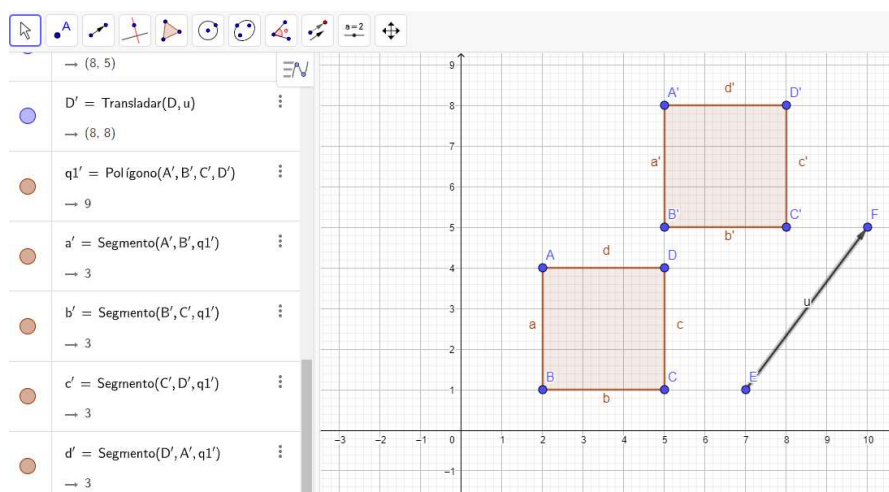 A
a=2
→ (8, 5)
D′ = Transladar(D, u)
→ (8, 8)
q1′ = Polígono(A′, B′, C′, D′)
→ 9
a′ = Segmento(A′, B′, q1′)
→ 3
b′ = Segmento(B′, C′, q1′)
→ 3
c′ = Segmento(C′, D′, q1′)
→ 3
d′ = Segmento(D′, A′, q1′)
→ 3
9
8
7
6
5
4
3
2
1
0
−1
−3 −2 −1 1 2 3 4 5 6 7 8 9 10
A' d' D'
a' c'
B' b' C' F
A d D
a c
B b C
u
E